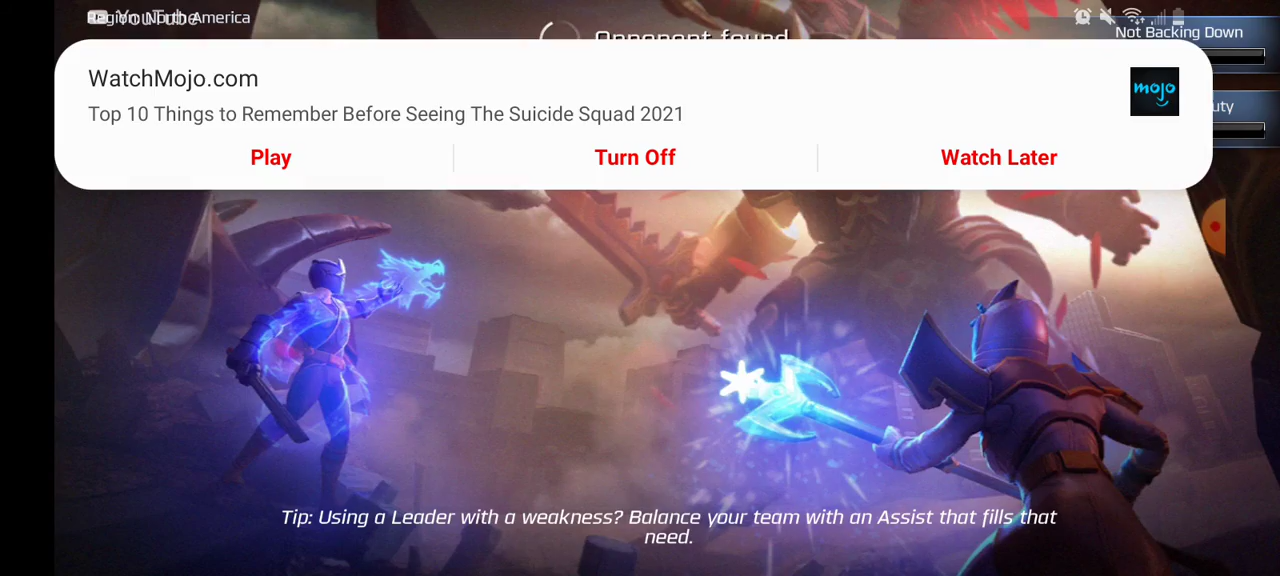 YouTube
Region: North America
Opponent found
Not Backing Down
WatchMojo.com
mojo
Top 10 Things to Remember Before Seeing The Suicide Squad 2021
uty
Play
Turn Off
Watch Later
Tip: Using a Leader with a weakness? Balance your team with an Assist that fills that
need.